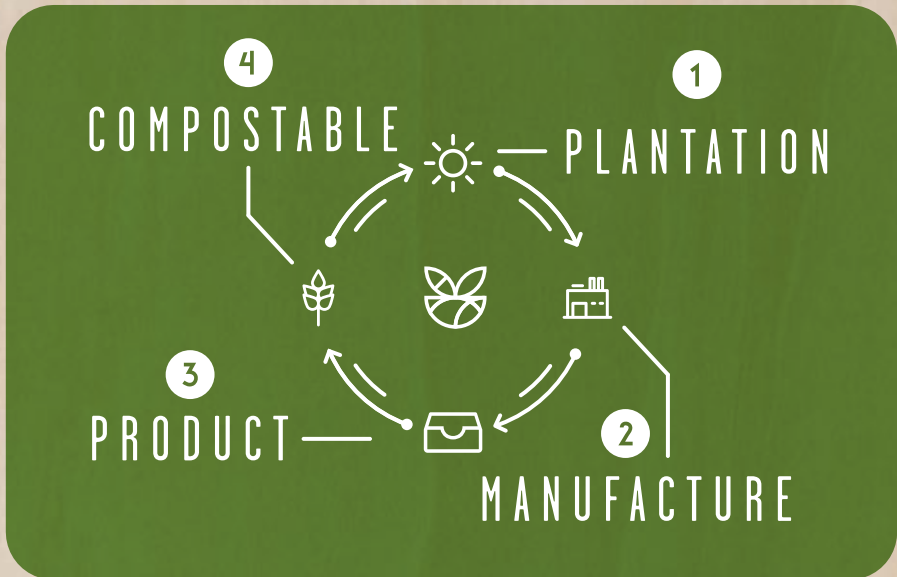 4
COMPOSTABLE
1
PLANTATION
3
PRODUCT
2
MANUFACTURE